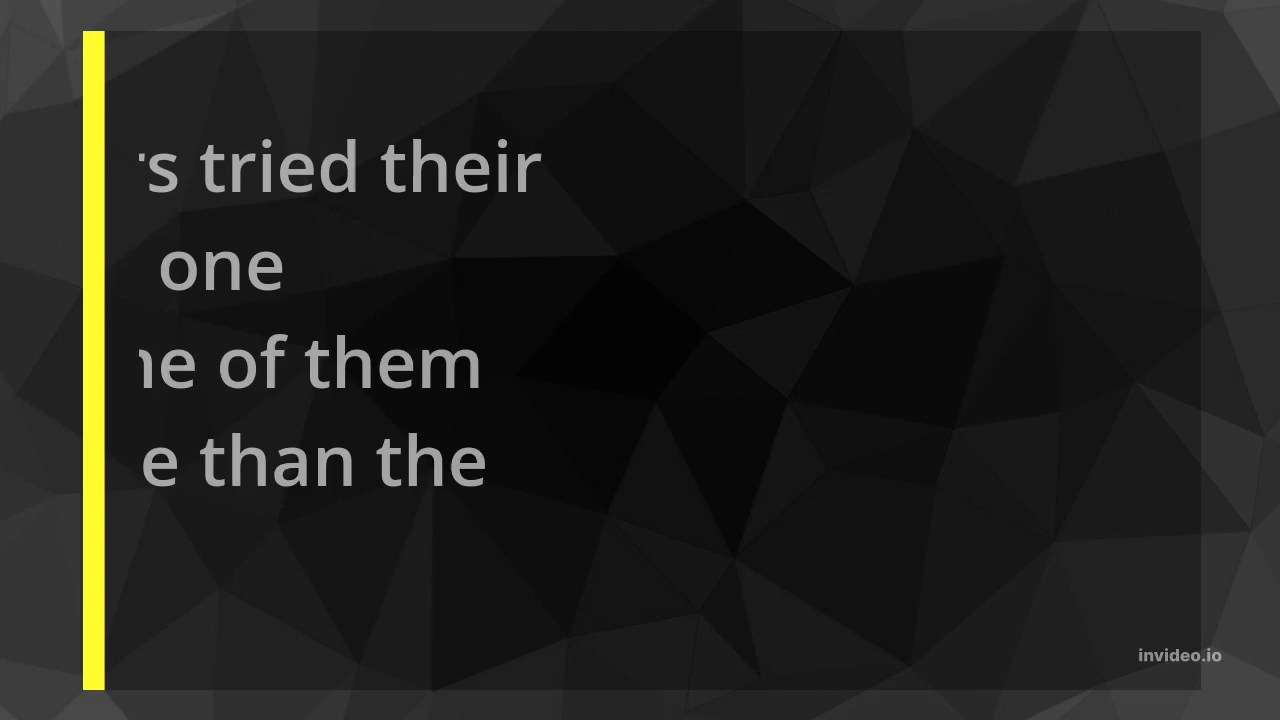 's tried their
one
e of them
e than the
invideo.io